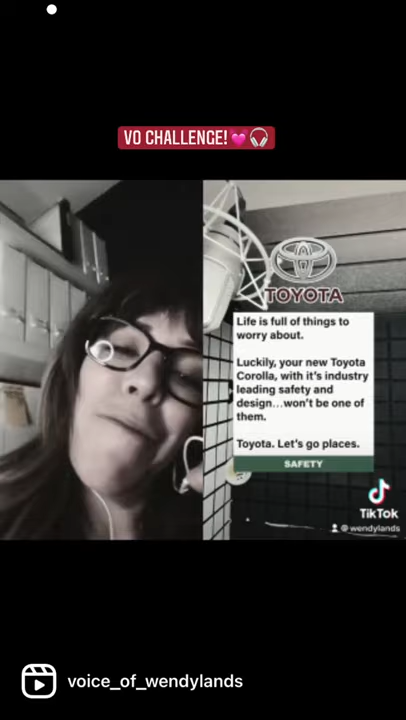 VO CHALLENGE!💗🎧
TOYOTA
Life is full of things to
worry about.
Luckily, your new Toyota
Corolla, with it's industry
leading safety and
design...won't be one of
them.
Toyota. Let's go places.
SAFETY
TikTok
@wendylands
voice_of_wendylands